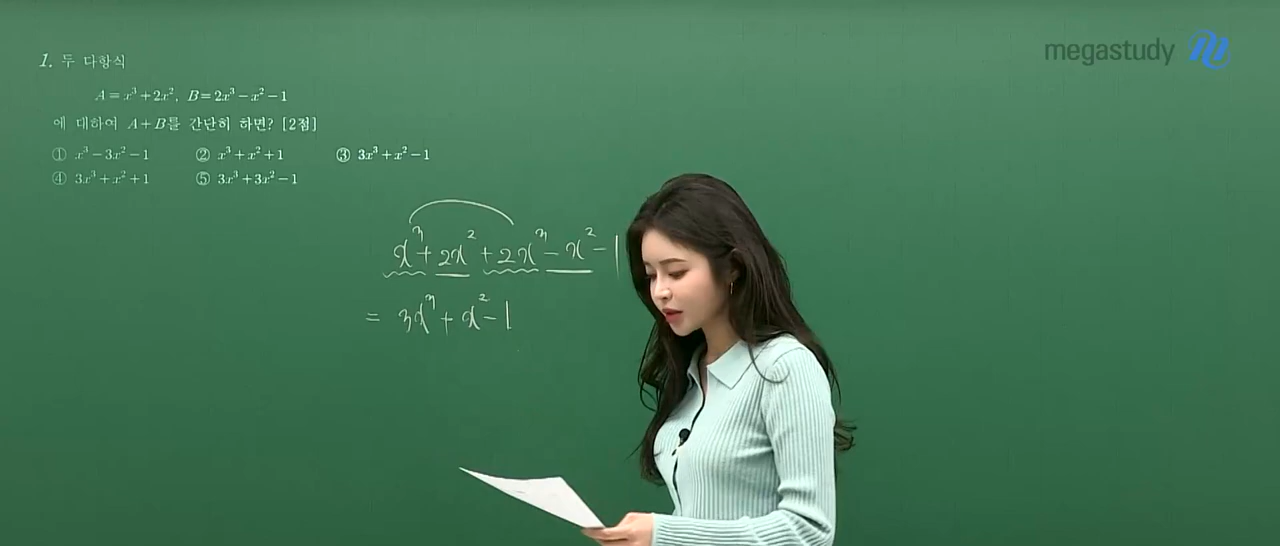 megastudy
1. 두 다항식
A=x³+2x², B=2x³-x²-1
에 대하여 A+B를 간단히 하면? [2점]
① x³-3x²-1 ② x³+x²+1 ③ 3x³+x²-1
④ 3x³+x²+1 ⑤ 3x³+3x²-1
x³+2x²+2x³-x²-1
= 3x³+x²-1